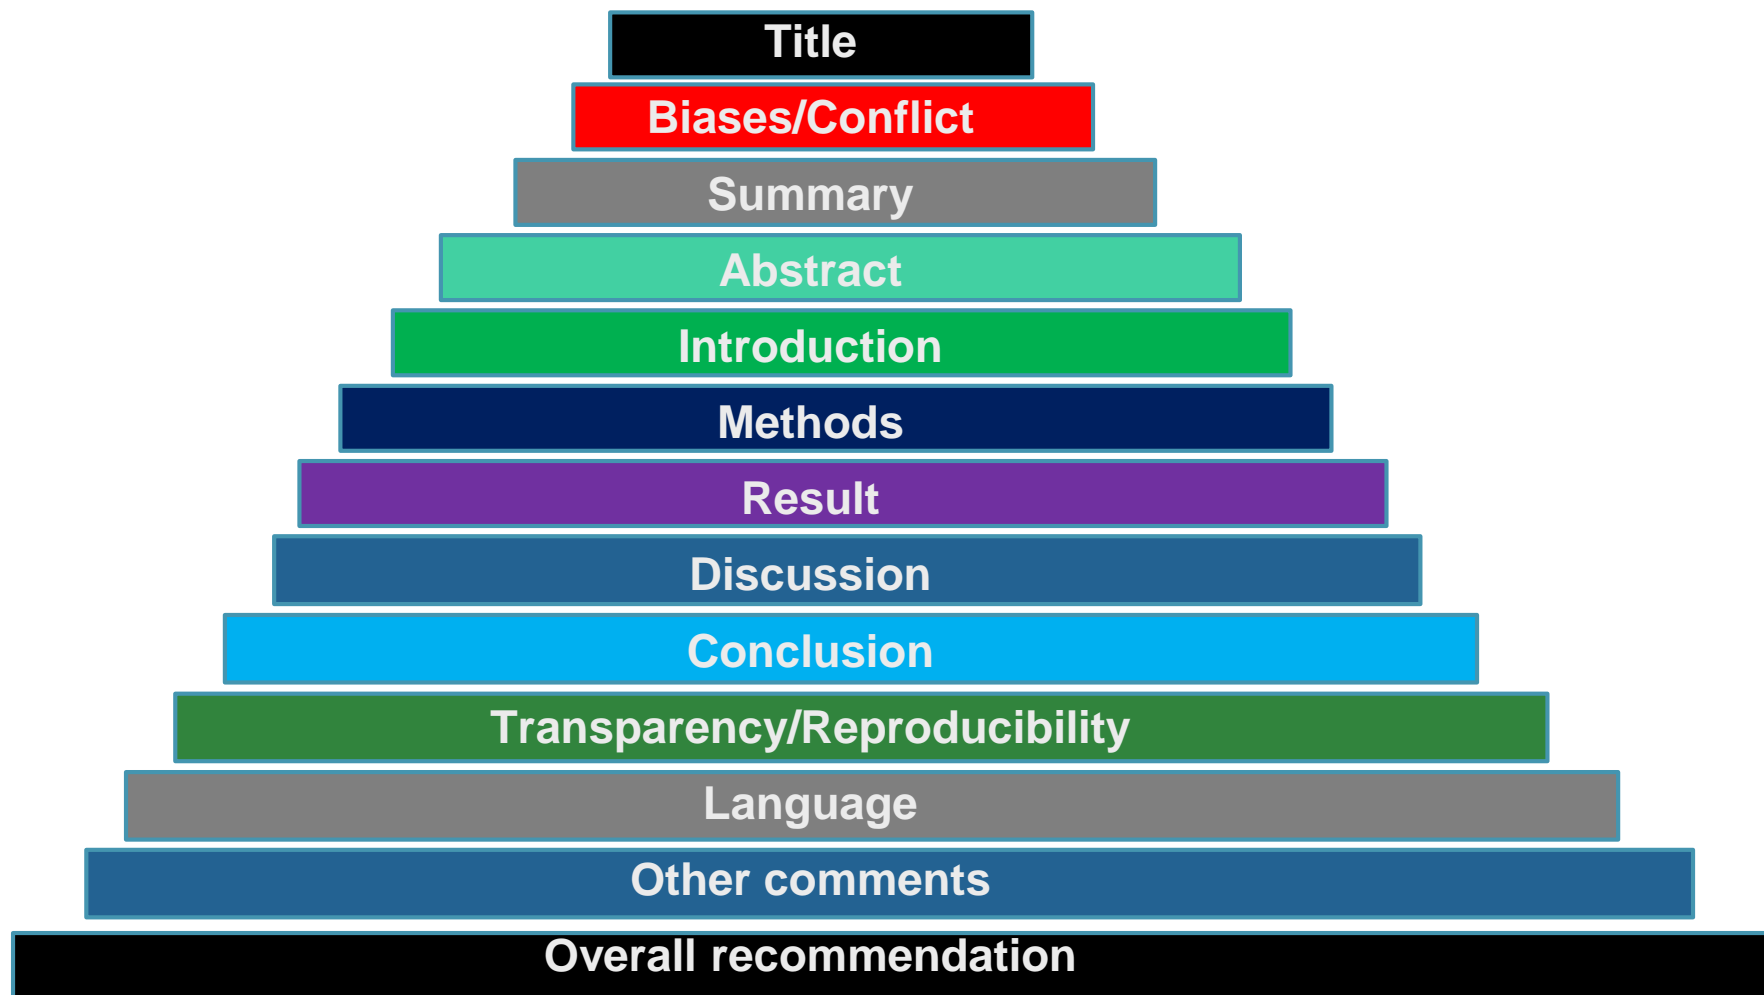 Title
Biases/Conflict
Summary
Abstract
Introduction
Methods
Result
Discussion
Conclusion
Transparency/Reproducibility
Language
Other comments
Overall recommendation